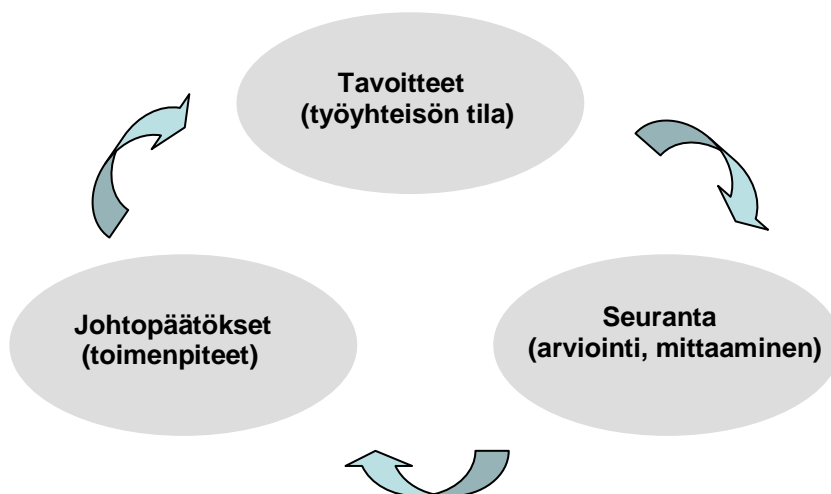 Tavoitteet
(työyhteisön tila)
Johtopäätökset
(toimenpiteet)
Seuranta
(arviointi, mittaaminen)